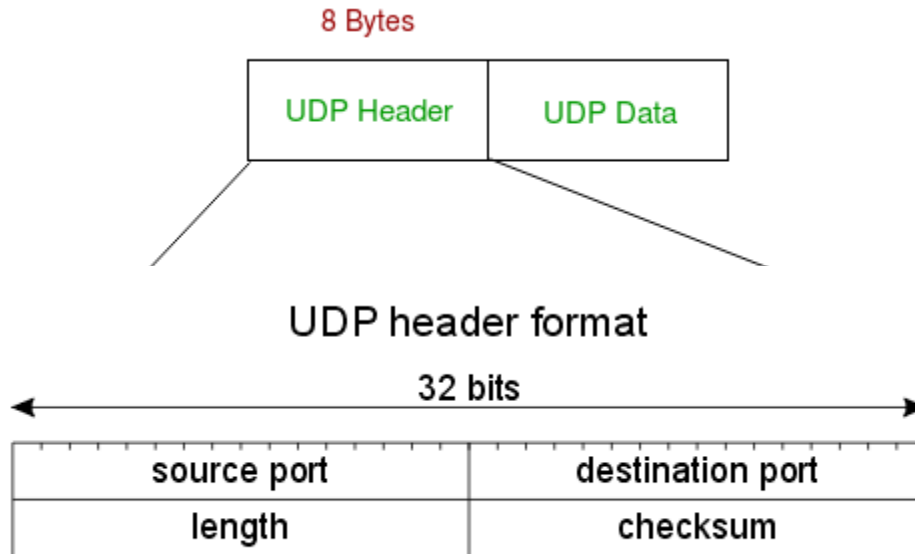 8 Bytes
UDP Header UDP Data
UDP header format
32 bits
source port destination port
length checksum